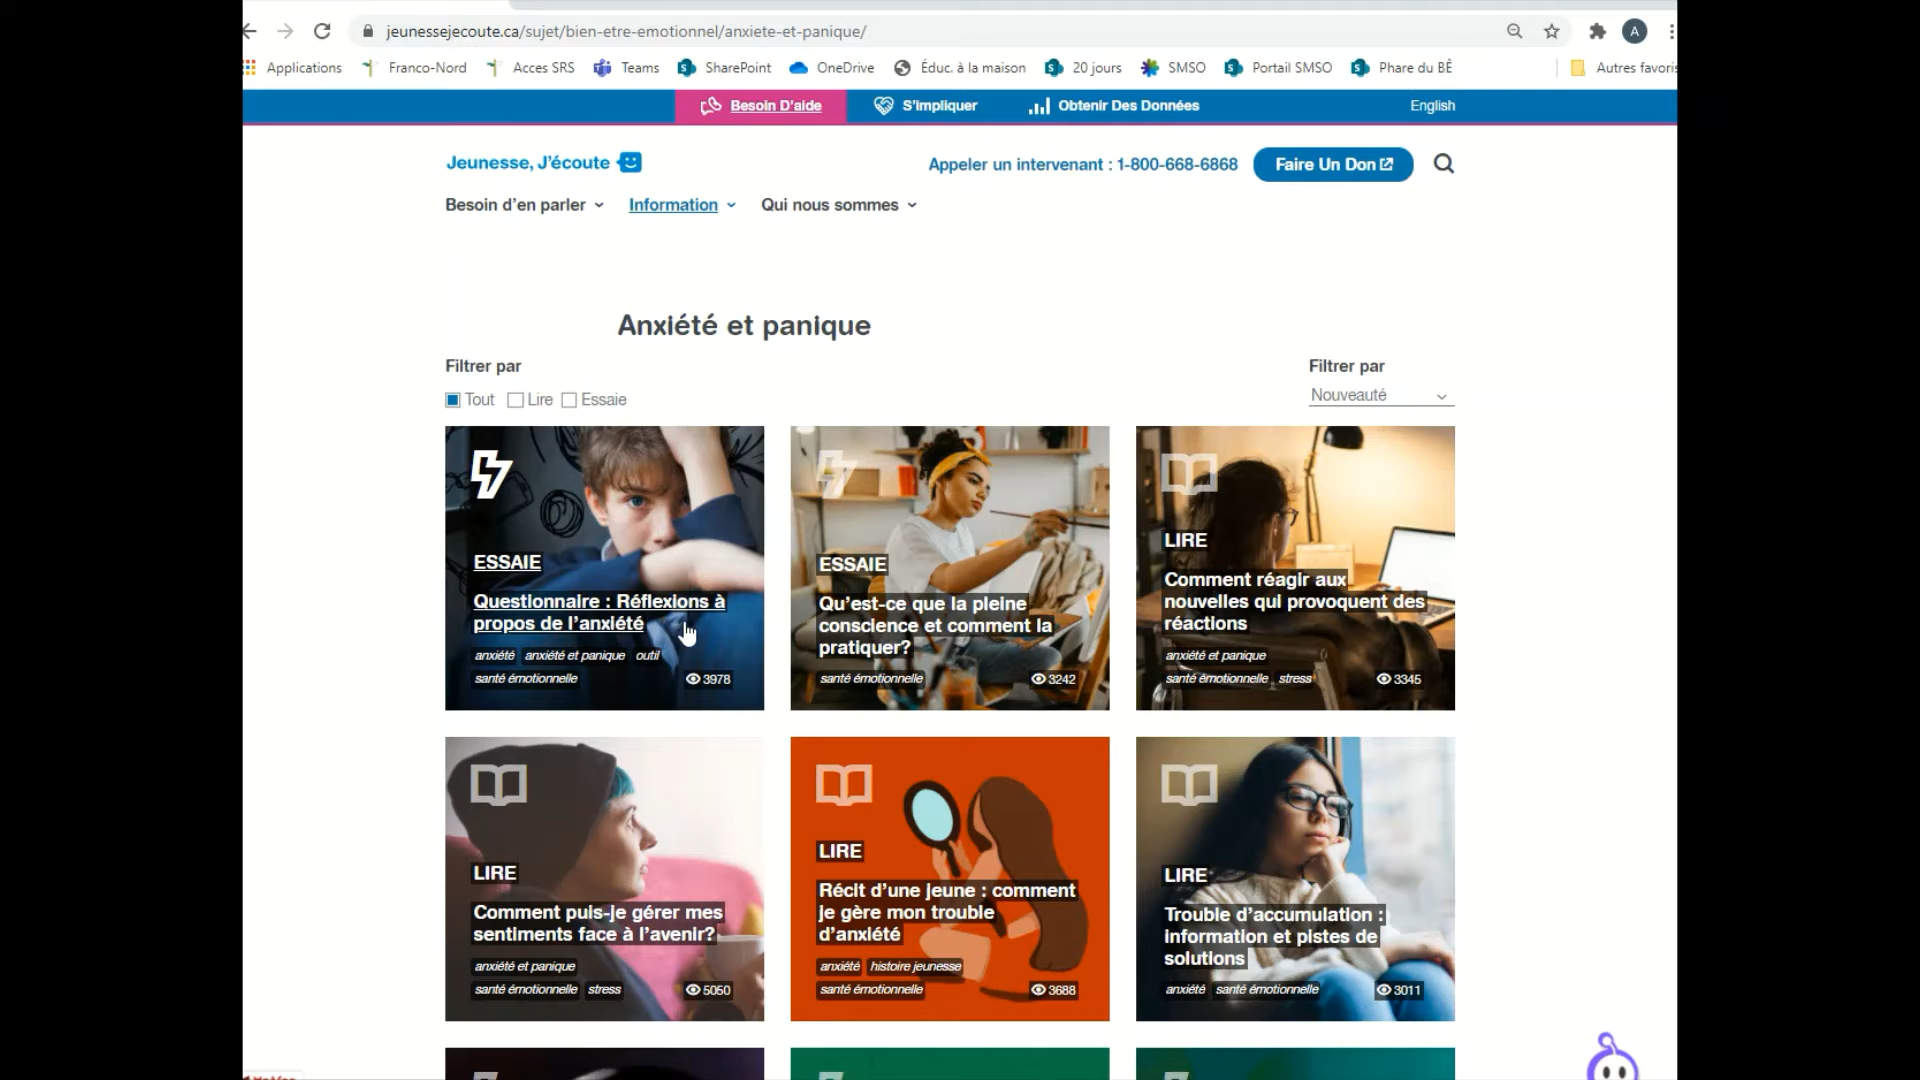 jeunessejecoute.ca/sujet/bien-etre-emotionnel/anxiete-et-panique/
A
Applications Franco-Nord Acces SRS Teams SharePoint OneDrive Éduc. à la maison 20 jours SMSO Portail SMSO Phare du BÊ Autres favoris
Besoin D'aide S'impliquer Obtenir Des Données English
Jeunesse, J'écoute Appeler un intervenant : 1-800-668-6868 Faire Un Don
Besoin d'en parler Information Qui nous sommes
Anxiété et panique
Filtrer par Filtrer par
Tout Lire Essaie Nouveauté
ESSAIE
Questionnaire : Réflexions à
propos de l'anxiété
anxiété anxiété et panique outil
santé émotionnelle 3978
ESSAIE
Qu'est-ce que la pleine
conscience et comment la
pratiquer?
santé émotionnelle 3242
LIRE
Comment réagir aux
nouvelles qui provoquent des
réactions
anxiété et panique
santé émotionnelle stress 3345
LIRE
Comment puis-je gérer mes
sentiments face à l'avenir?
anxiété et panique
santé émotionnelle stress 5050
LIRE
Récit d'une jeune : comment
je gère mon trouble
d'anxiété
anxiété histoire jeunesse
santé émotionnelle 3688
LIRE
Trouble d'accumulation :
information et pistes de
solutions
anxiété santé émotionnelle 3011